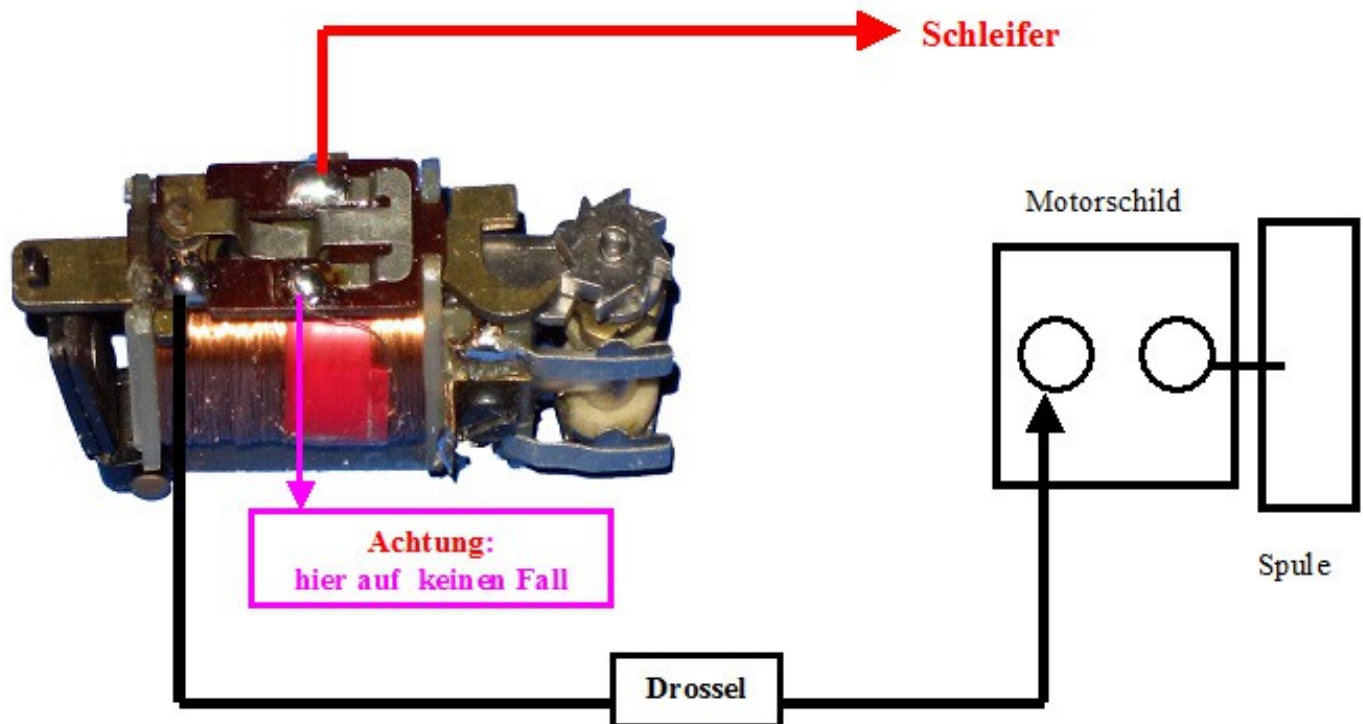 Schleifer
Motorschild
Achtung:
hier auf keinen Fall
Spule
Drossel